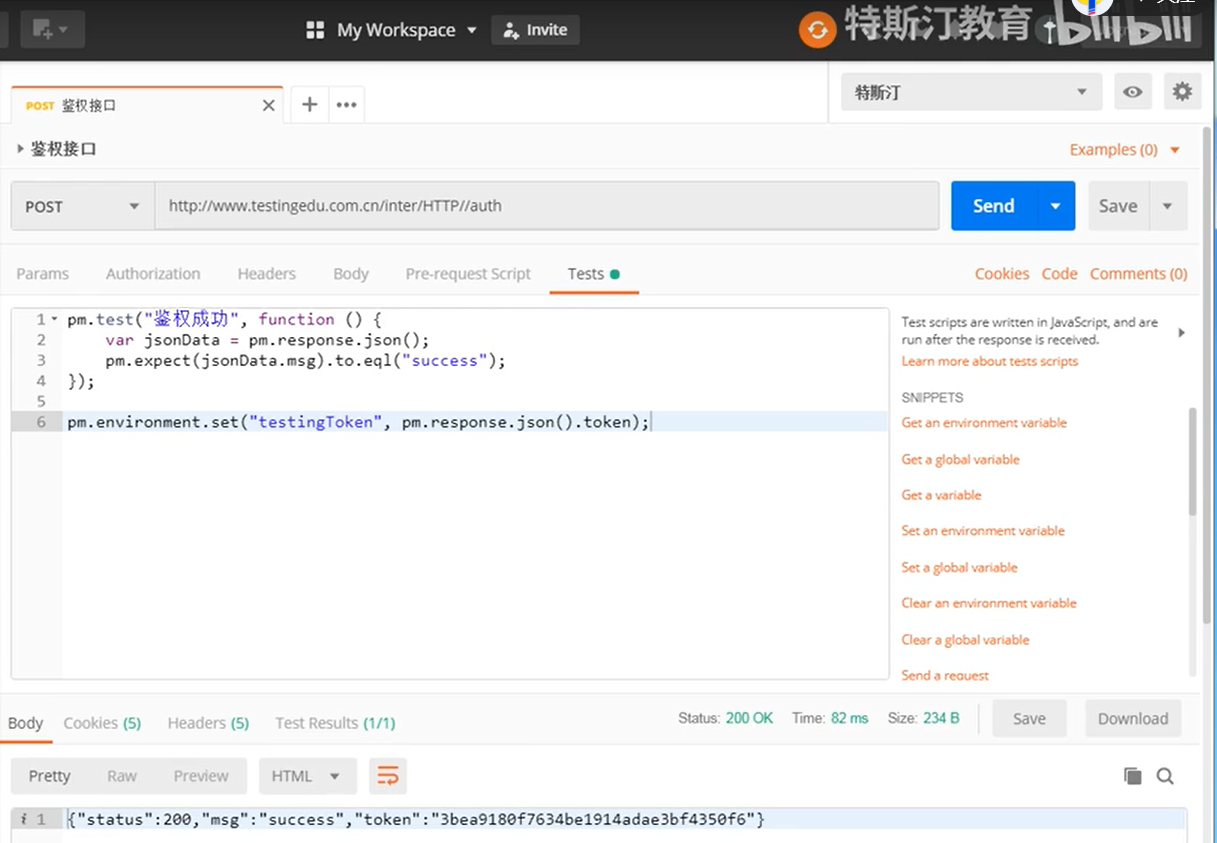 My Workspace
Invite
特斯汀教育
bilibili
POST 鉴权接口
特斯汀
鉴权接口
Examples (0)
POST
http://www.testingedu.com.cn/inter/HTTP//auth
Send
Save
Params
Authorization
Headers
Body
Pre-request Script
Tests
Cookies
Code
Comments (0)
1 pm.test("鉴权成功", function () {
2 var jsonData = pm.response.json();
3 pm.expect(jsonData.msg).to.eql("success");
4 });
5
6 pm.environment.set("testingToken", pm.response.json().token);
Test scripts are written in JavaScript, and are
run after the response is received.
Learn more about tests scripts
SNIPPETS
Get an environment variable
Get a global variable
Get a variable
Set an environment variable
Set a global variable
Clear an environment variable
Clear a global variable
Send a request
Body
Cookies (5)
Headers (5)
Test Results (1/1)
Status: 200 OK
Time: 82 ms
Size: 234 B
Save
Download
Pretty
Raw
Preview
HTML
i 1 {"status":200,"msg":"success","token":"3bea9180f7634be1914adae3bf4350f6"}